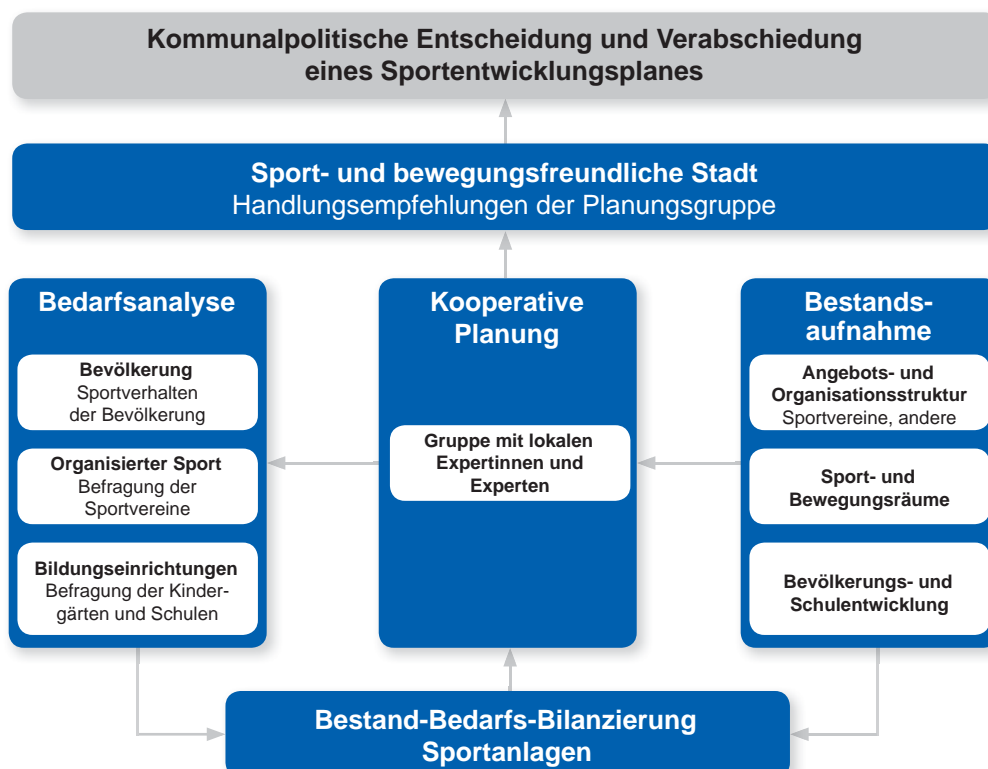 Kommunalpolitische Entscheidung und Verabschiedung
eines Sportentwicklungsplanes
Sport- und bewegungsfreundliche Stadt
Handlungsempfehlungen der Planungsgruppe
Bedarfsanalyse
Bevölkerung
Sportverhalten
der Bevölkerung
Organisierter Sport
Befragung der
Sportvereine
Bildungseinrichtungen
Befragung der Kinder-
gärten und Schulen
Kooperative
Planung
Gruppe mit lokalen
Expertinnen und
Experten
Bestands-
aufnahme
Angebots- und
Organisationsstruktur
Sportvereine, andere
Sport- und
Bewegungsräume
Bevölkerungs- und
Schulentwicklung
Bestand-Bedarfs-Bilanzierung
Sportanlagen